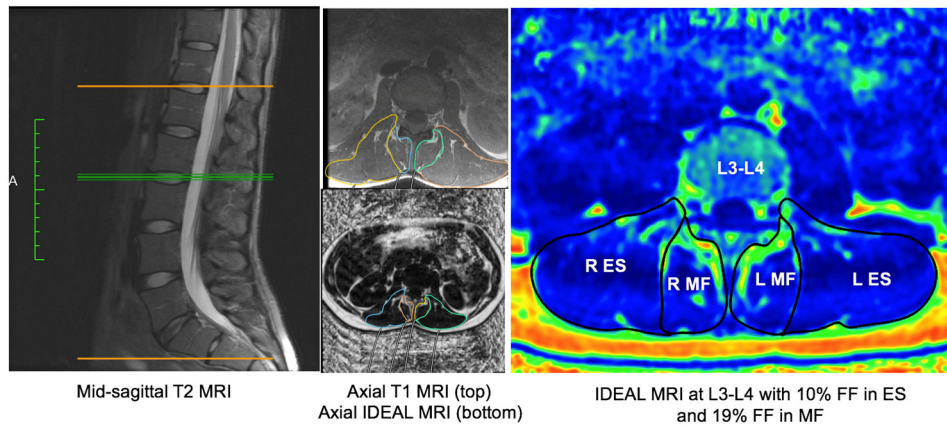 A
L3-L4
R ES
R MF
L MF
L ES
Mid-sagittal T2 MRI
Axial T1 MRI (top)
Axial IDEAL MRI (bottom)
IDEAL MRI at L3-L4 with 10% FF in ES
and 19% FF in MF